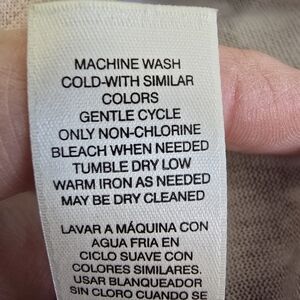 MACHINE WASH
COLD-WITH SIMILAR
COLORS
GENTLE CYCLE
ONLY NON-CHLORINE
BLEACH WHEN NEEDED
TUMBLE DRY LOW
WARM IRON AS NEEDED
MAY BE DRY CLEANED
LAVAR A MÁQUINA CON
AGUA FRIA EN
CICLO SUAVE CON
COLORES SIMILARES.
USAR BLANQUEADOR
SIN CLORO CUANDO SE